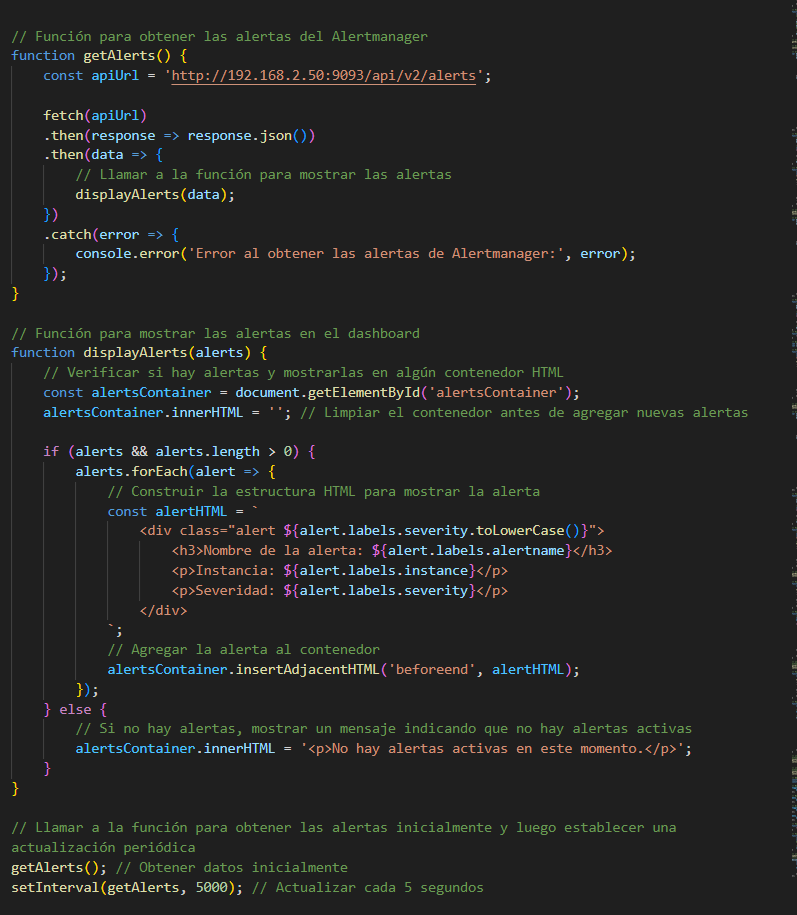 // Función para obtener las alertas del Alertmanager
function getAlerts() {
    const apiUrl = 'http://192.168.2.50:9093/api/v2/alerts';

    fetch(apiUrl)
    .then(response => response.json())
    .then(data => {
        // Llamar a la función para mostrar las alertas
        displayAlerts(data);
    })
    .catch(error => {
        console.error('Error al obtener las alertas de Alertmanager:', error);
    });
}

// Función para mostrar las alertas en el dashboard
function displayAlerts(alerts) {
    // Verificar si hay alertas y mostrarlas en algún contenedor HTML
    const alertsContainer = document.getElementById('alertsContainer');
    alertsContainer.innerHTML = ''; // Limpiar el contenedor antes de agregar nuevas alertas

    if (alerts && alerts.length > 0) {
        alerts.forEach(alert => {
            // Construir la estructura HTML para mostrar la alerta
            const alertHTML = `
                <div class="alert ${alert.labels.severity.toLowerCase()}">
                    <h3>Nombre de la alerta: ${alert.labels.alertname}</h3>
                    <p>Instancia: ${alert.labels.instance}</p>
                    <p>Severidad: ${alert.labels.severity}</p>
                </div>
            `;
            // Agregar la alerta al contenedor
            alertsContainer.insertAdjacentHTML('beforeend', alertHTML);
        });
    } else {
        // Si no hay alertas, mostrar un mensaje indicando que no hay alertas activas
        alertsContainer.innerHTML = '<p>No hay alertas activas en este momento.</p>';
    }
}

// Llamar a la función para obtener las alertas inicialmente y luego establecer una
actualización periódica
getAlerts(); // Obtener datos inicialmente
setInterval(getAlerts, 5000); // Actualizar cada 5 segundos